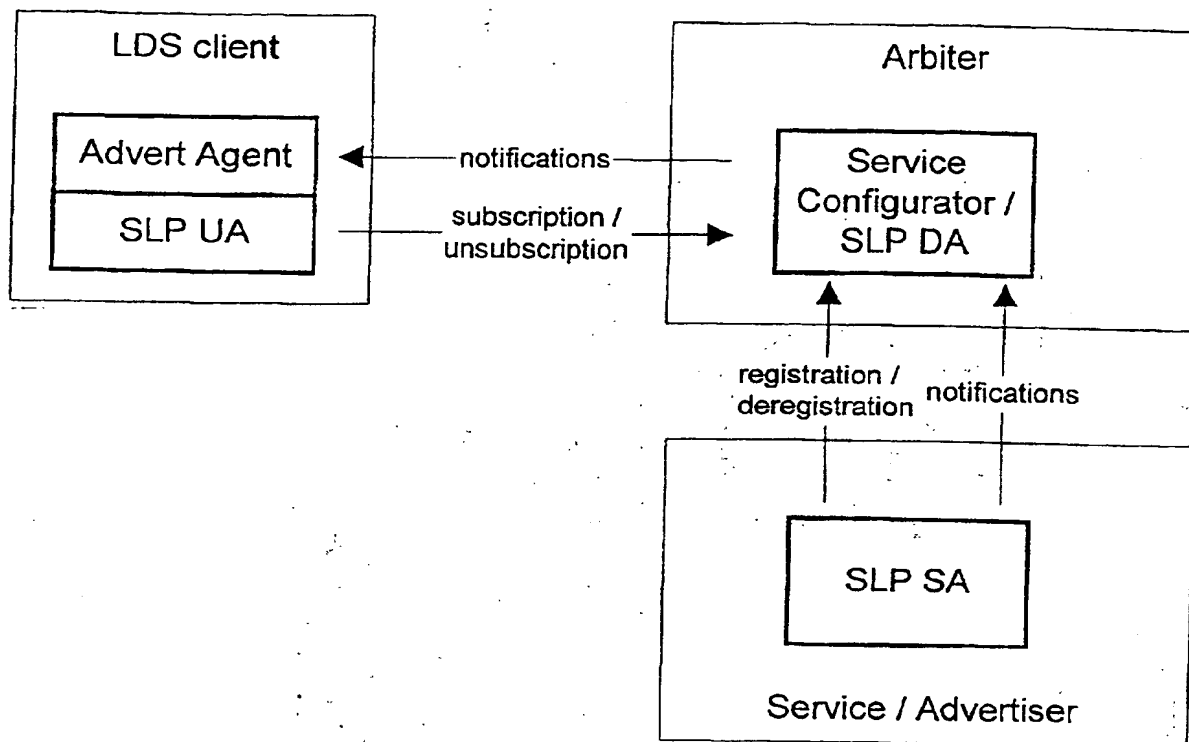 LDS client
Advert Agent
SLP UA
notifications
subscription /
unsubscription
Arbiter
Service
Configurator /
SLP DA
registration /
deregistration
notifications
SLP SA
Service / Advertiser